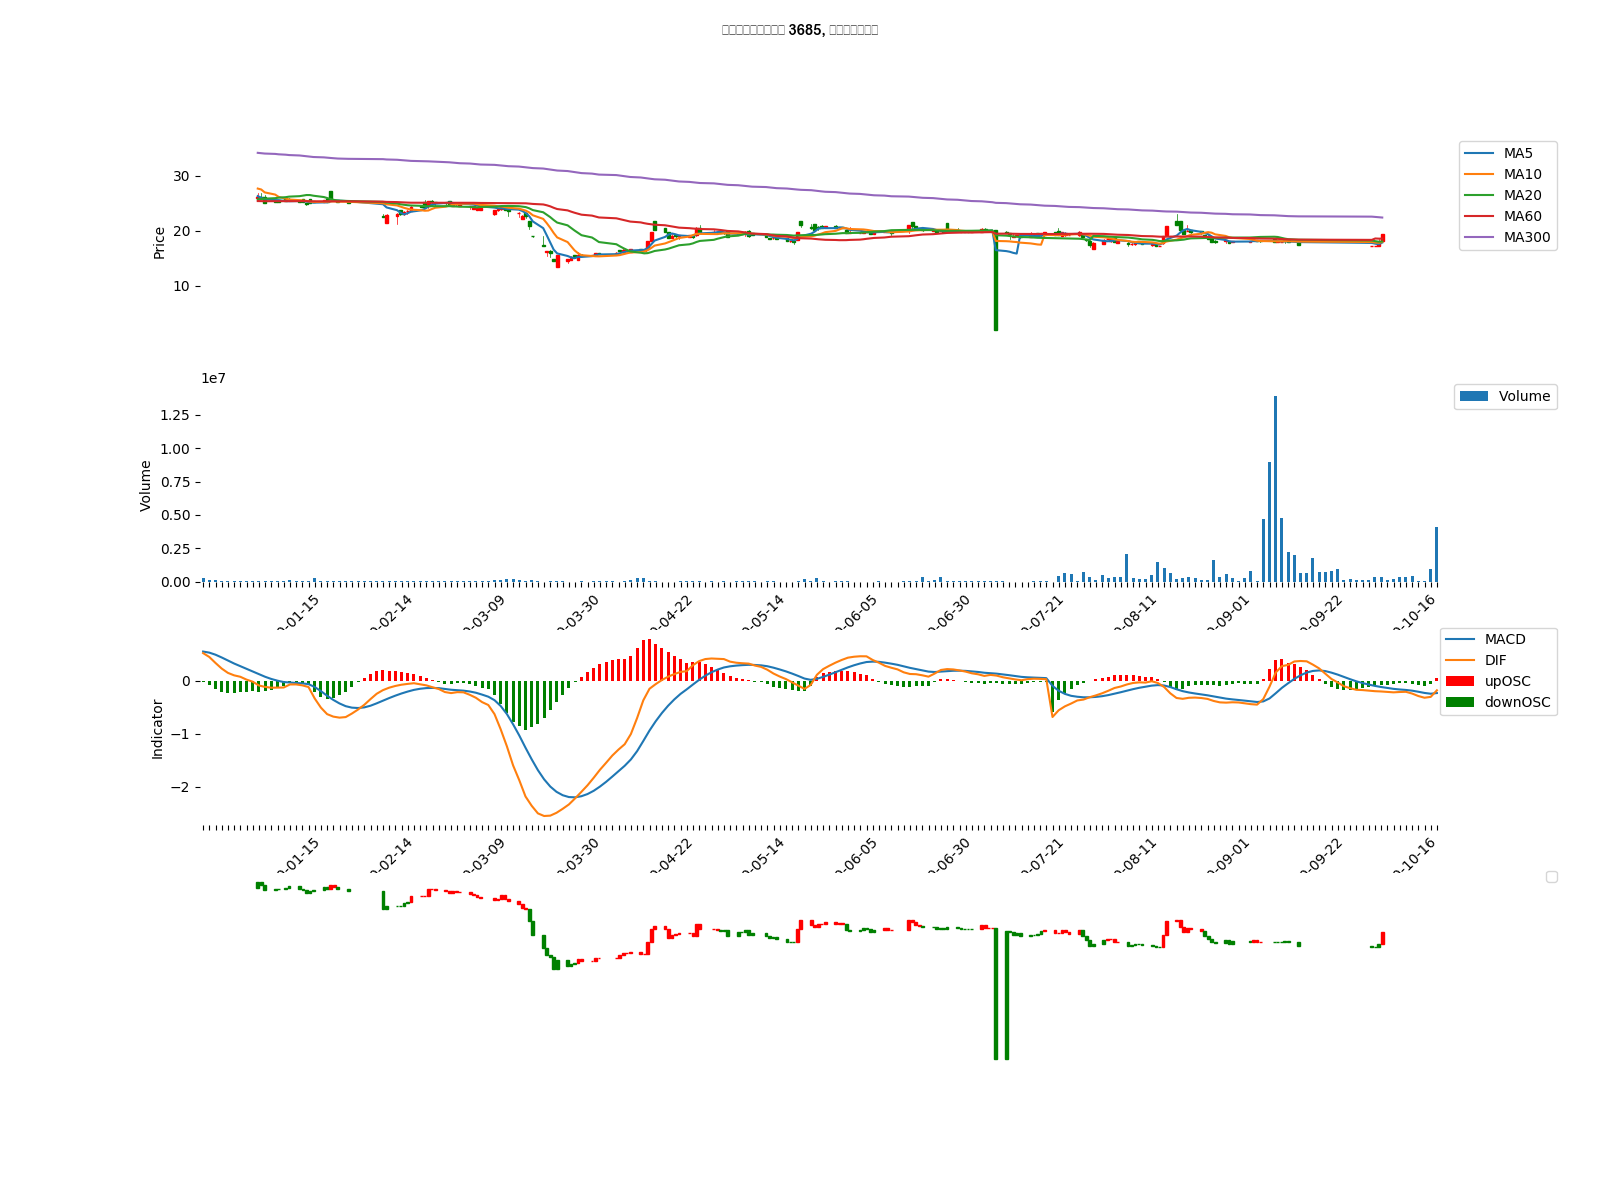 3685,
30
20
10
Price
MA5
MA10
MA20
MA60
MA300
1e7
1.25
1.00
0.75
0.50
0.25
0.00
Volume
Volume
-01-15
-02-14
-03-09
-03-30
-04-22
-05-14
-06-05
-06-30
-07-21
-08-11
-09-01
-09-22
-10-16
0
−1
−2
Indicator
MACD
DIF
upOSC
downOSC
-01-15
-02-14
-03-09
-03-30
-04-22
-05-14
-06-05
-06-30
-07-21
-08-11
-09-01
-09-22
-10-16